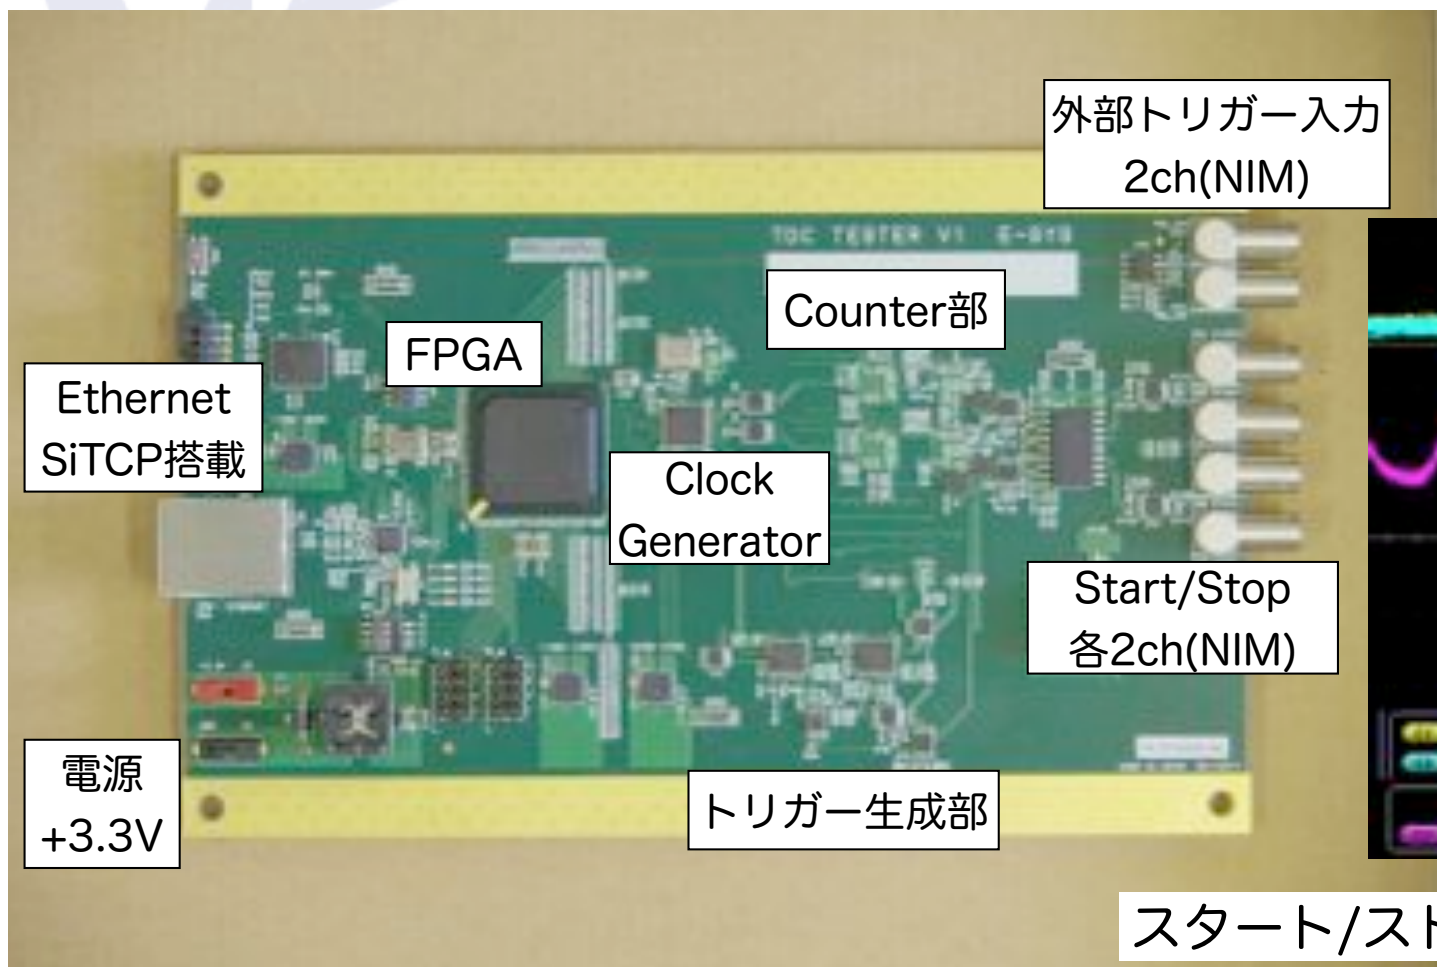 外部トリガー入力
2ch(NIM)
TDC TESTER V1 E-SYS
Counter部
FPGA
Ethernet
SiTCP搭載
Clock
Generator
Start/Stop
各2ch(NIM)
電源
+3.3V
トリガー生成部
スタート/スト